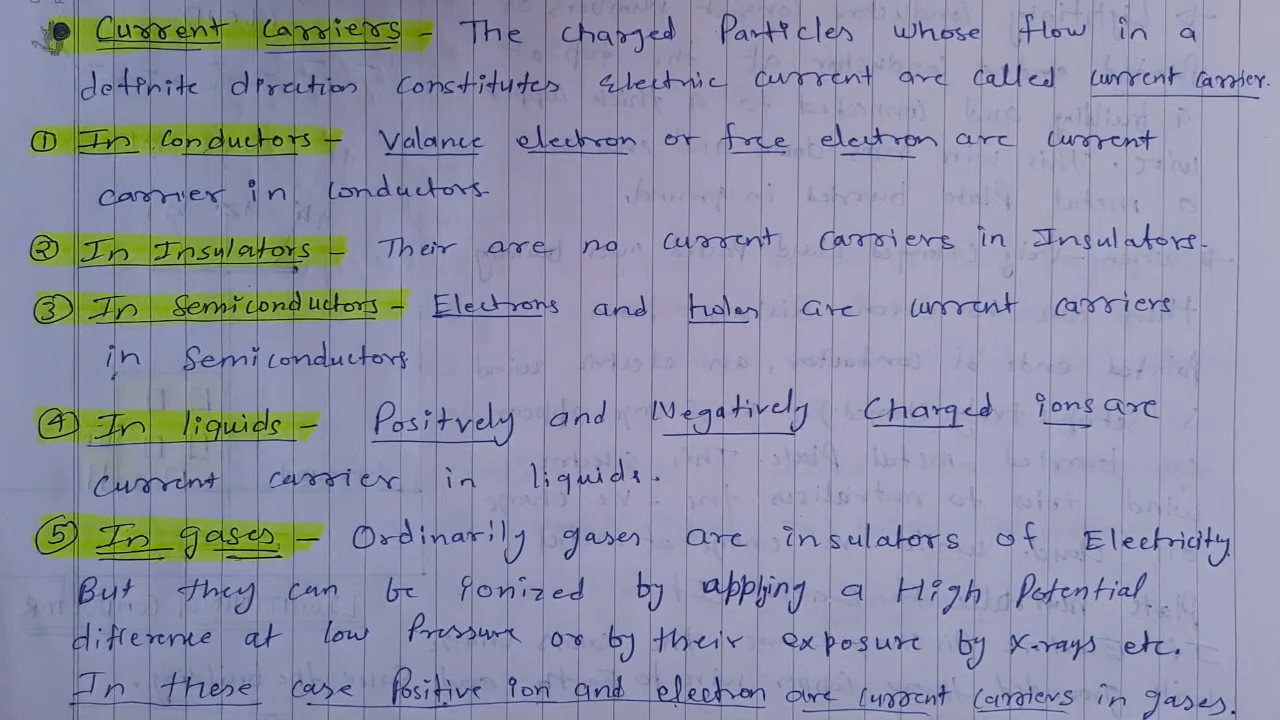 Current Carriers - The charged Particles whose flow in a
definite direction constitutes Electric current are called current carrier.
① In Conductors - Valance electron or free electron are current
carrier in conductors
② In Insulators - Their are no current carriers in Insulators-
③ In Semiconductors - Electrons and holes are current carriers
in Semiconductors
④ In liquids - Positvely and Negatively Charged ions are
current carrier in liquids.
⑤ In gases - Ordinarily gases are insulators of Electricity
But they can be ionized by applying a High Potential
difference at low Pressure or by their exposure by X-rays etc.
In these case Positive ion and electron are current carriers in gases.